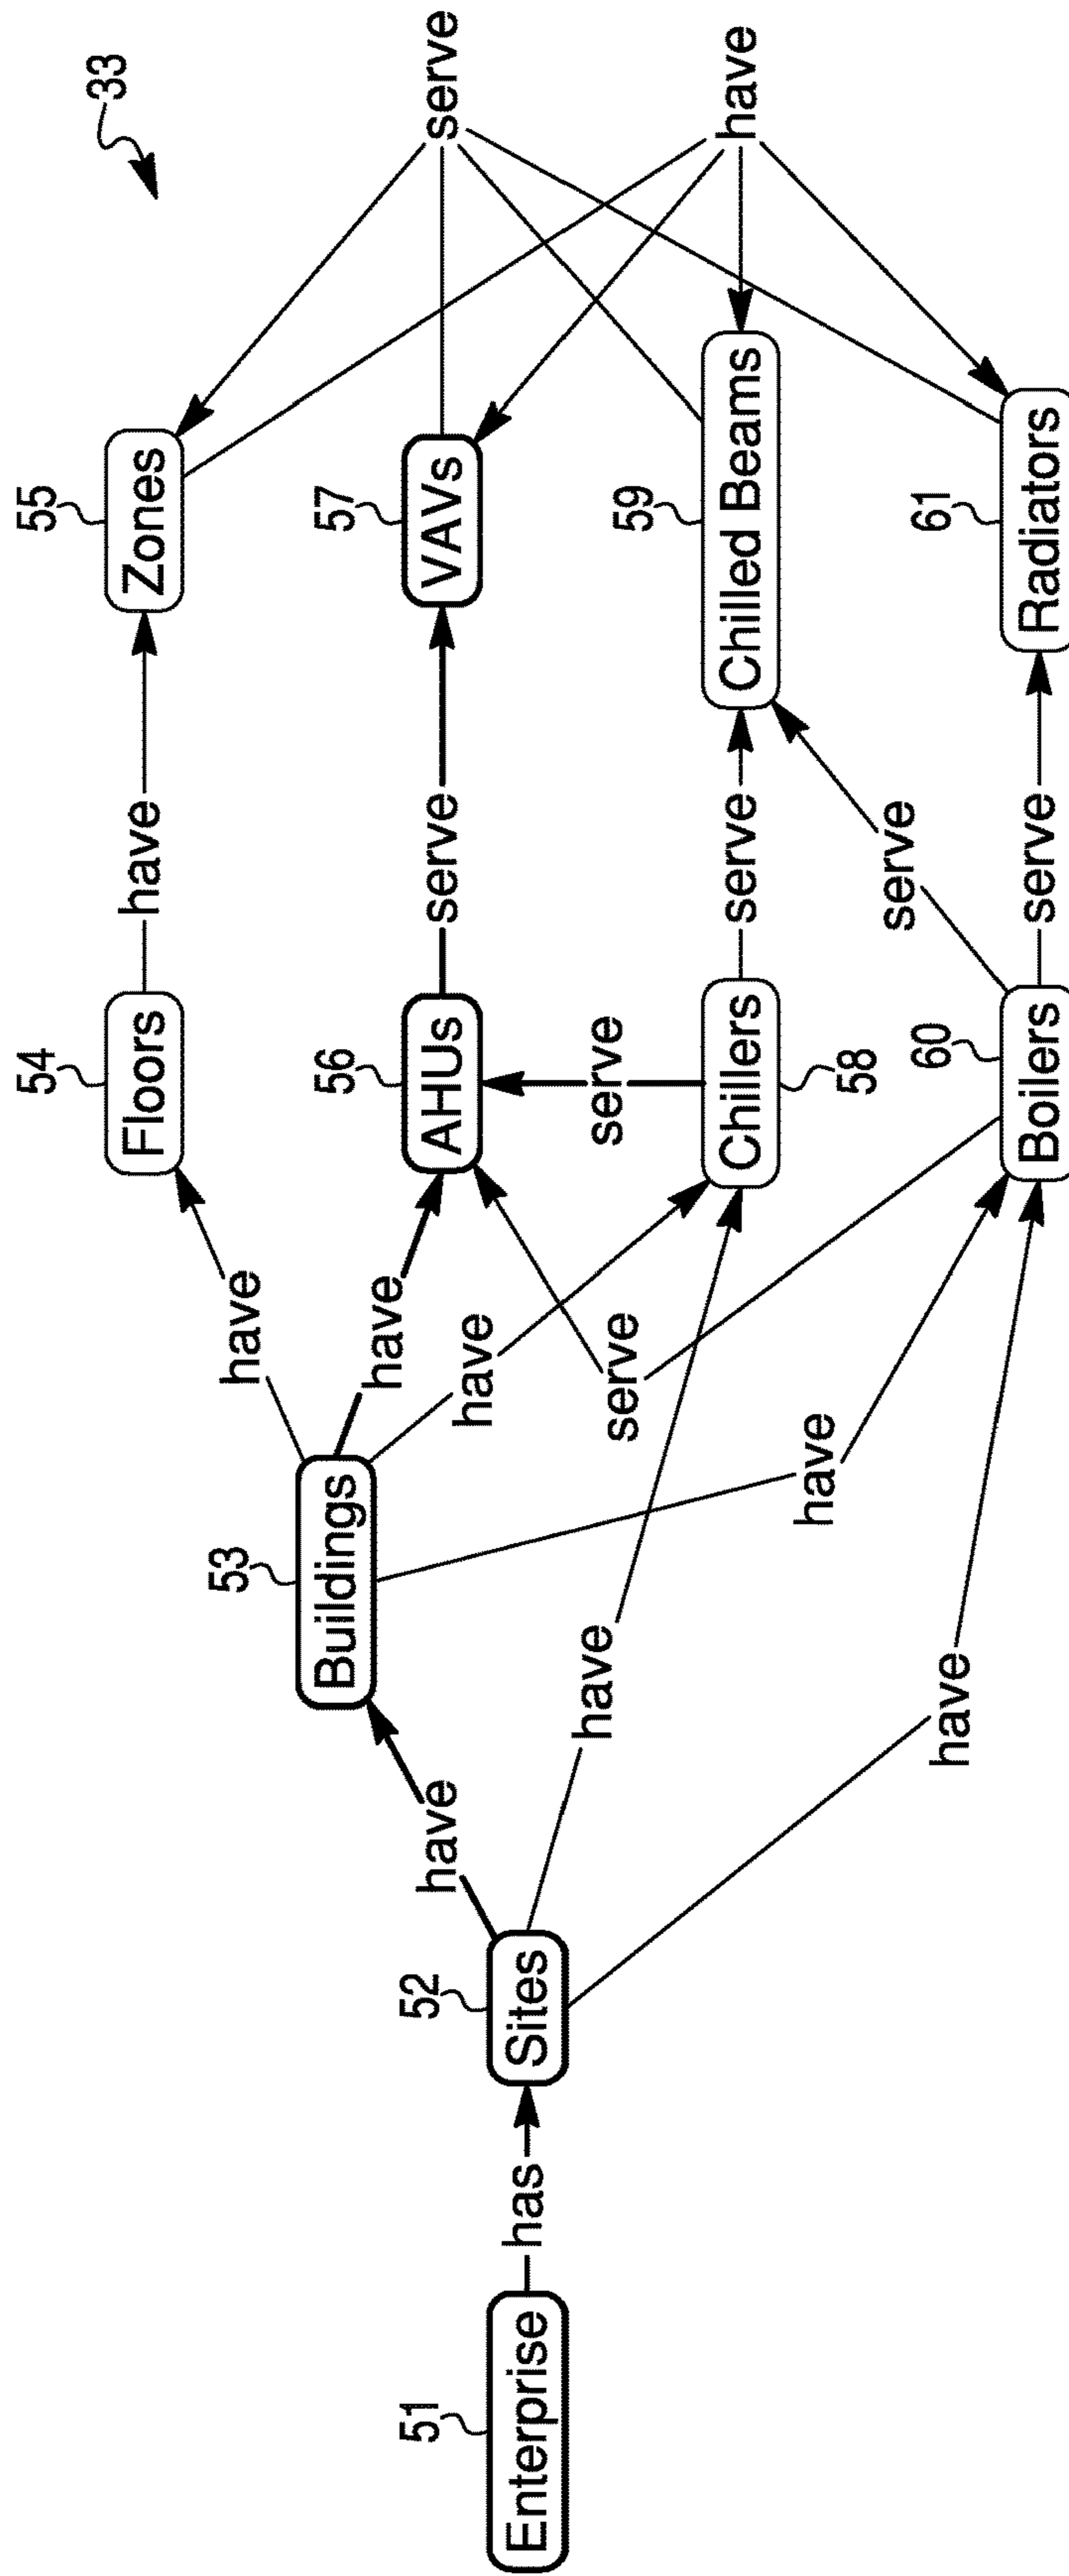 33
51
Enterprise
has
52
Sites
have
have
have
53
Buildings
have
have
have
have
54
Floors
have
55
Zones
56
AHUs
serve
57
VAVs
serve
serve
58
Chillers
serve
59
Chilled Beams
serve
60
Boilers
serve
61
Radiators
serve
have